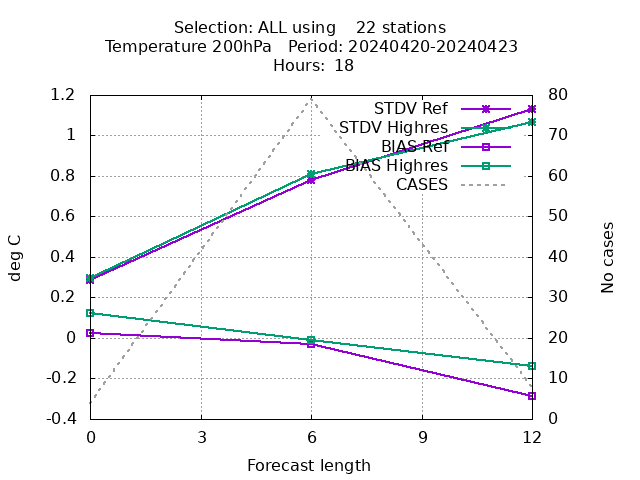 Selection: ALL using    22 stations
Temperature 200hPa   Period: 20240420-20240423
Hours:  18
STDV Ref
STDV Highres
BIAS Ref
BIAS Highres
CASES
1.2
1
0.8
0.6
0.4
0.2
0
-0.2
-0.4
deg C
80
70
60
50
40
30
20
10
0
No cases
0
3
6
9
12
Forecast length